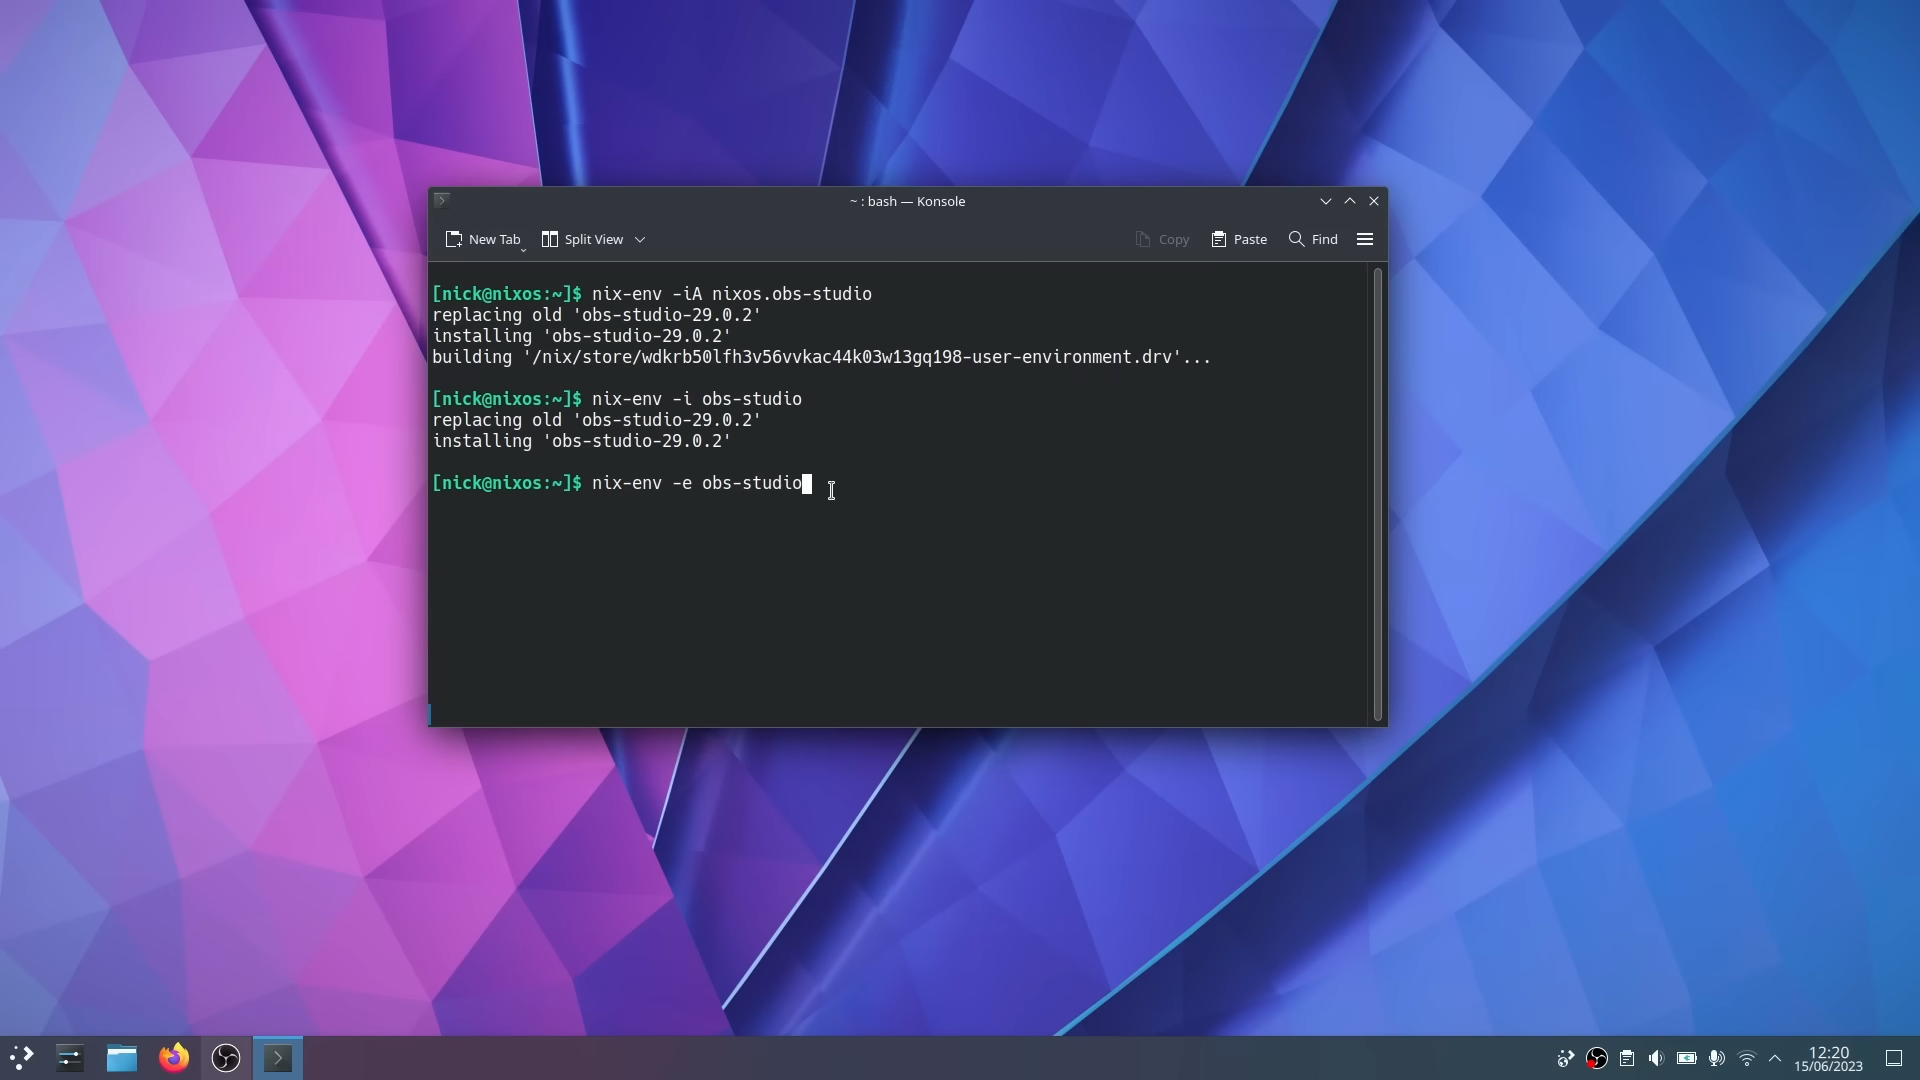 ~ : bash — Konsole
New Tab
Split View
Copy
Paste
Find
[nick@nixos:~]$ nix-env -iA nixos.obs-studio
replacing old 'obs-studio-29.0.2'
installing 'obs-studio-29.0.2'
building '/nix/store/wdkrb50lfh3v56vvkac44k03w13gq198-user-environment.drv'...
[nick@nixos:~]$ nix-env -i obs-studio
replacing old 'obs-studio-29.0.2'
installing 'obs-studio-29.0.2'
[nick@nixos:~]$ nix-env -e obs-studio
12:20
15/06/2023